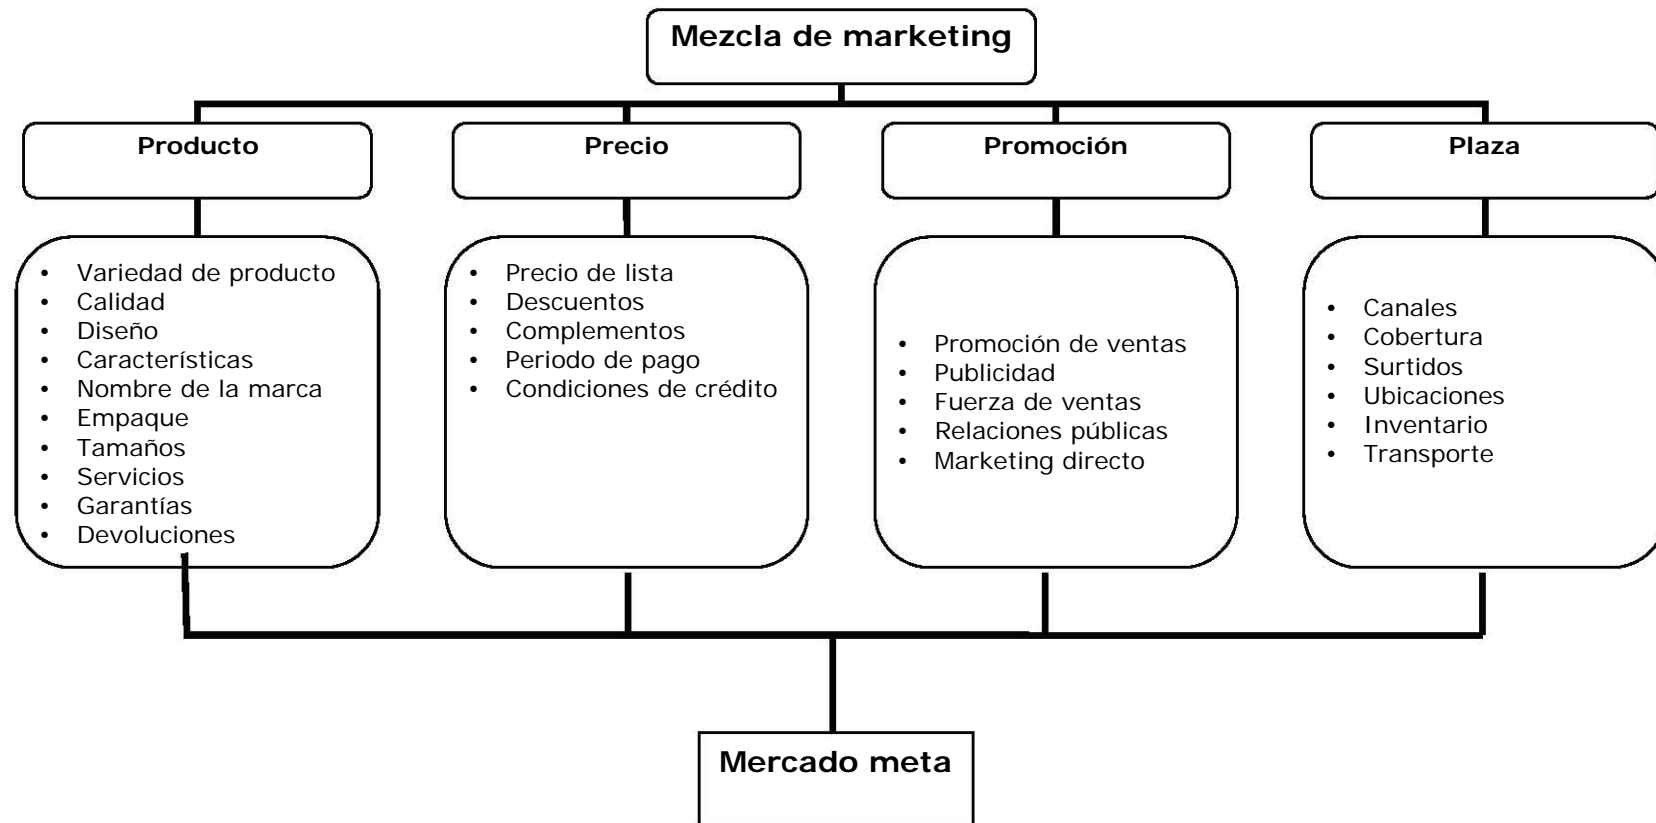 Mezcla de marketing
Producto
Precio
Promoción
Plaza
• Variedad de producto
• Calidad
• Diseño
• Características
• Nombre de la marca
• Empaque
• Tamaños
• Servicios
• Garantías
• Devoluciones
• Precio de lista
• Descuentos
• Complementos
• Periodo de pago
• Condiciones de crédito
• Promoción de ventas
• Publicidad
• Fuerza de ventas
• Relaciones públicas
• Marketing directo
• Canales
• Cobertura
• Surtidos
• Ubicaciones
• Inventario
• Transporte
Mercado meta